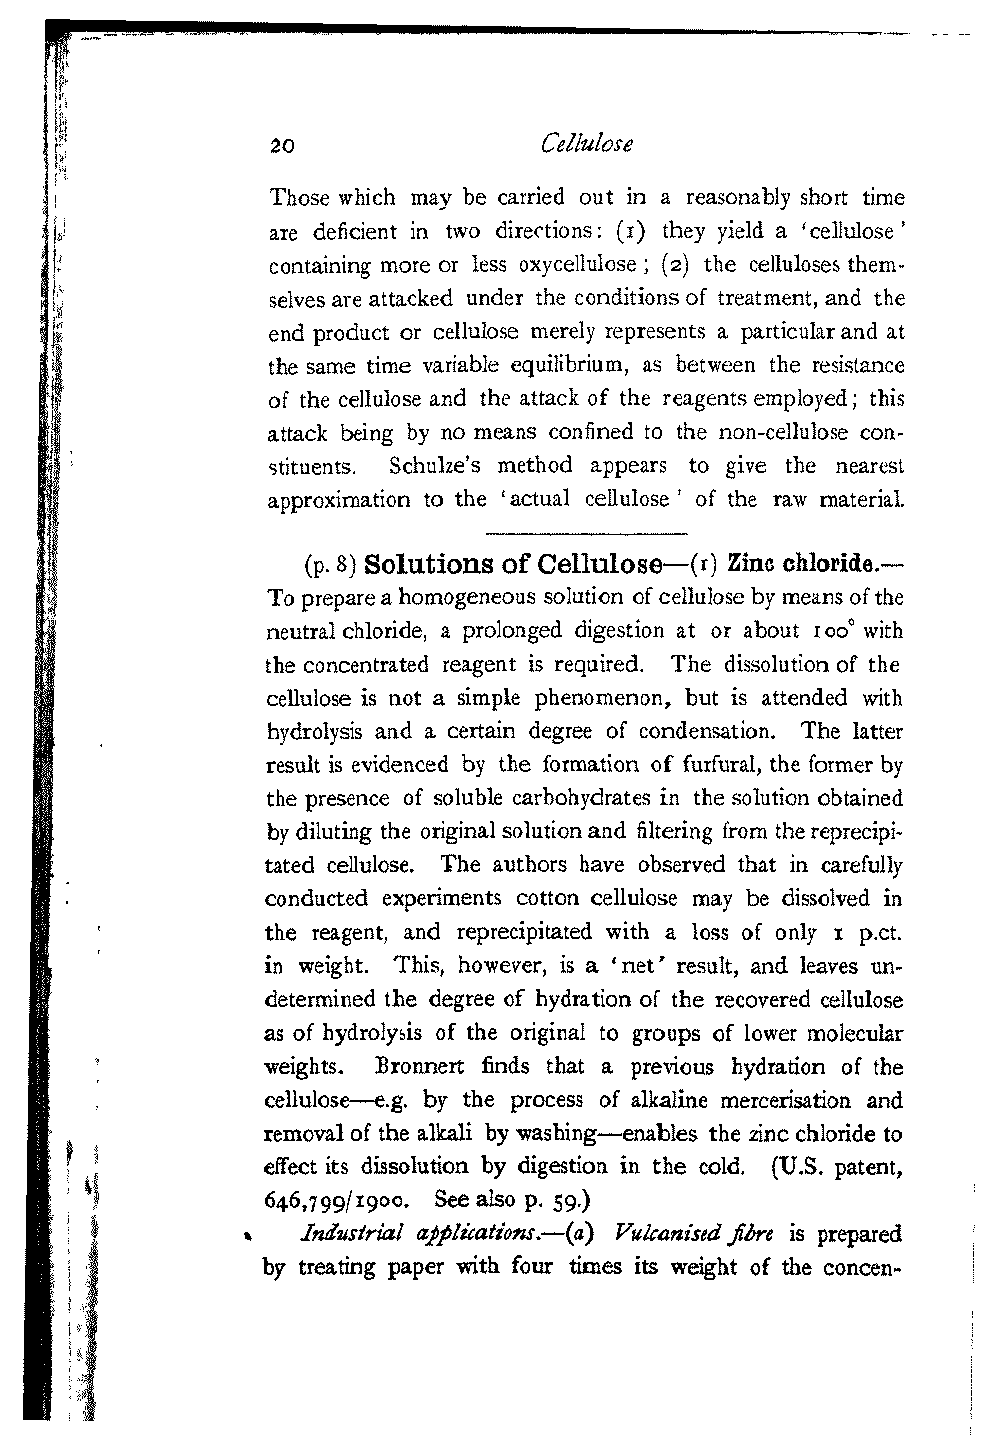 20 Cellulose
Those which may be carried out in a reasonably short time
are deficient in two directions: (1) they yield a 'cellulose'
containing more or less oxycellulose; (2) the celluloses them-
selves are attacked under the conditions of treatment, and the
end product or cellulose merely represents a particular and at
the same time variable equilibrium, as between the resistance
of the cellulose and the attack of the reagents employed; this
attack being by no means confined to the non-cellulose con-
stituents. Schulze's method appears to give the nearest
approximation to the 'actual cellulose' of the raw material.
(p. 8) Solutions of Cellulose—(1) Zinc chloride.—
To prepare a homogeneous solution of cellulose by means of the
neutral chloride, a prolonged digestion at or about 100° with
the concentrated reagent is required. The dissolution of the
cellulose is not a simple phenomenon, but is attended with
hydrolysis and a certain degree of condensation. The latter
result is evidenced by the formation of furfural, the former by
the presence of soluble carbohydrates in the solution obtained
by diluting the original solution and filtering from the reprecipi-
tated cellulose. The authors have observed that in carefully
conducted experiments cotton cellulose may be dissolved in
the reagent, and reprecipitated with a loss of only 1 p.ct.
in weight. This, however, is a 'net' result, and leaves un-
determined the degree of hydration of the recovered cellulose
as of hydrolysis of the original to groups of lower molecular
weights. Bronnert finds that a previous hydration of the
cellulose—e.g. by the process of alkaline mercerisation and
removal of the alkali by washing—enables the zinc chloride to
effect its dissolution by digestion in the cold. (U.S. patent,
646,799/1900. See also p. 59.)
Industrial applications.—(a) Vulcanised fibre is prepared
by treating paper with four times its weight of the concen-